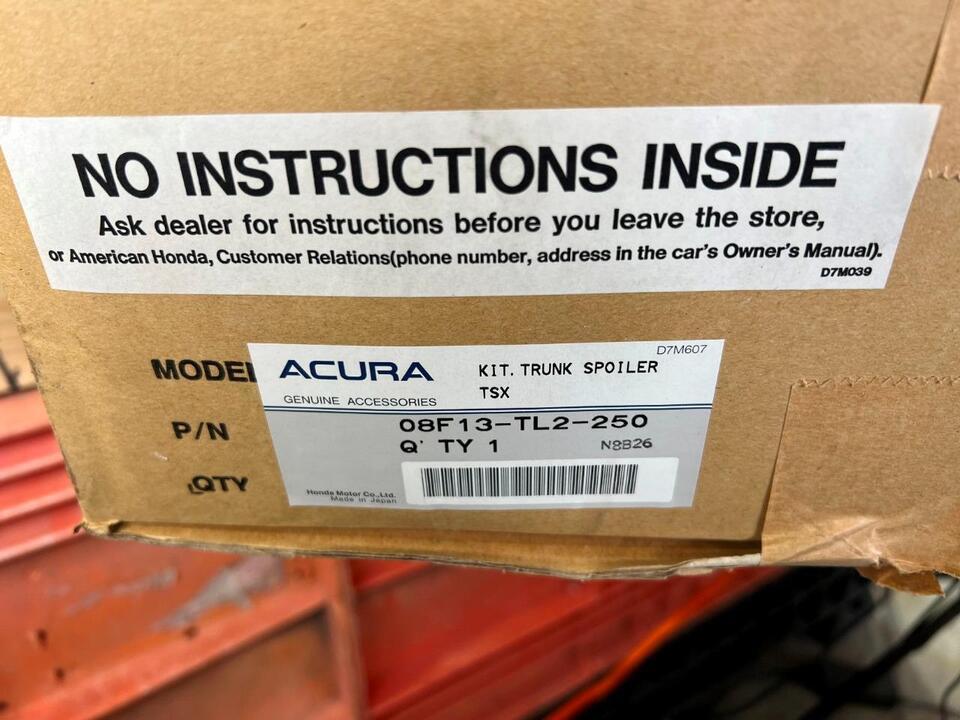 NO INSTRUCTIONS INSIDE
Ask dealer for instructions before you leave the store,
or American Honda, Customer Relations(phone number, address in the car's Owner's Manual).
D7M039
D7M607
MODEL
ACURA
KIT. TRUNK SPOILER
GENUINE ACCESSORIES
TSX
P/N
08F13-TL2-250
Q' TY 1
N8B26
QTY
Honda Motor Co.,Ltd.
Made in Japan